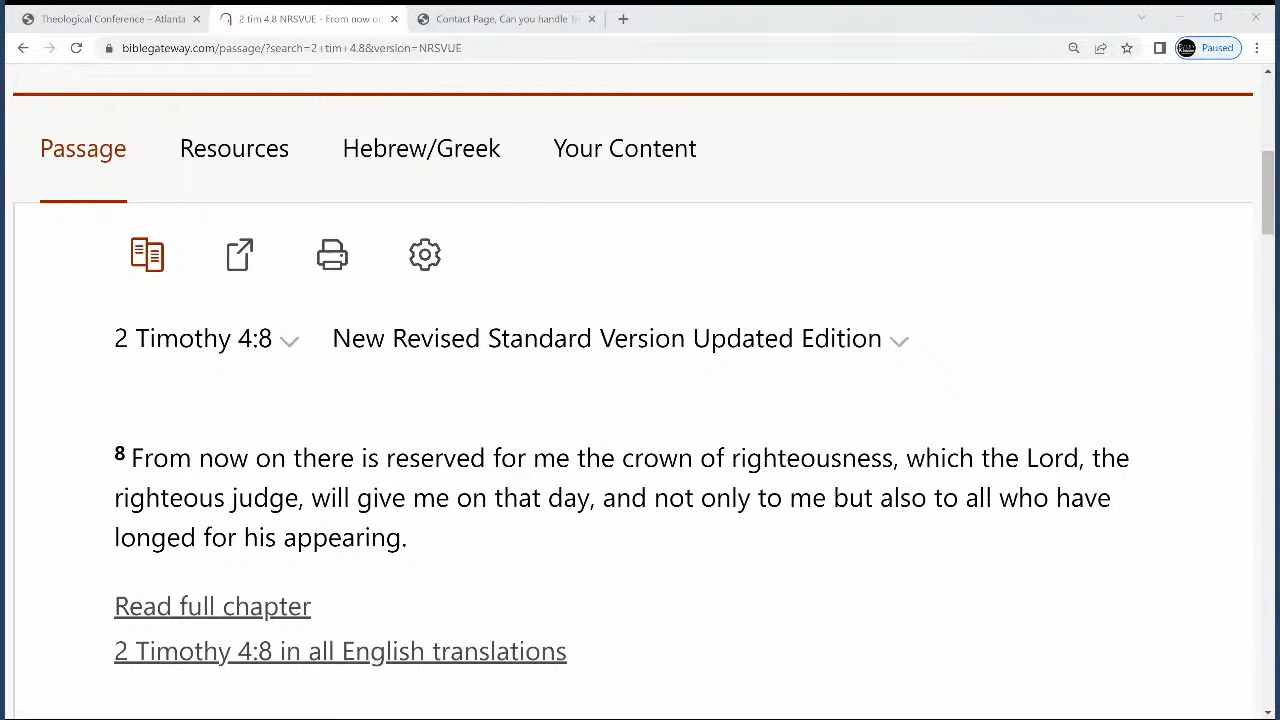 Theological Conference – Atlanta
2 tim 4.8 NRSVUE - From now on
Contact Page, Can you handle
biblegateway.com/passage/?search=2+tim+4.8&version=NRSVUE
Paused
Passage
Resources
Hebrew/Greek
Your Content
2 Timothy 4:8
New Revised Standard Version Updated Edition
8 From now on there is reserved for me the crown of righteousness, which the Lord, the
righteous judge, will give me on that day, and not only to me but also to all who have
longed for his appearing.
Read full chapter
2 Timothy 4:8 in all English translations